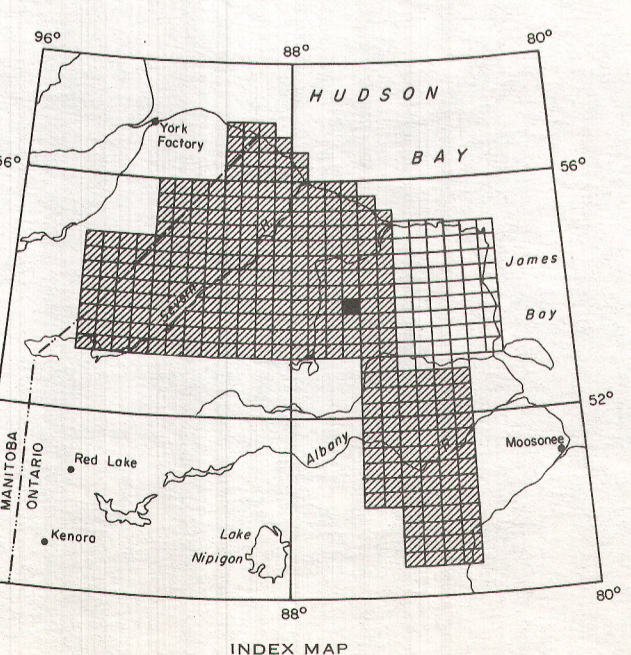 96°
88°
80°
HUDSON
BAY
York
Factory
56°
56°
James
Bay
Severn
52°
MANITOBA
ONTARIO
Red Lake
Albany
R.
Moosonee
Kenora
Lake
Nipigon
88°
80°
INDEX MAP